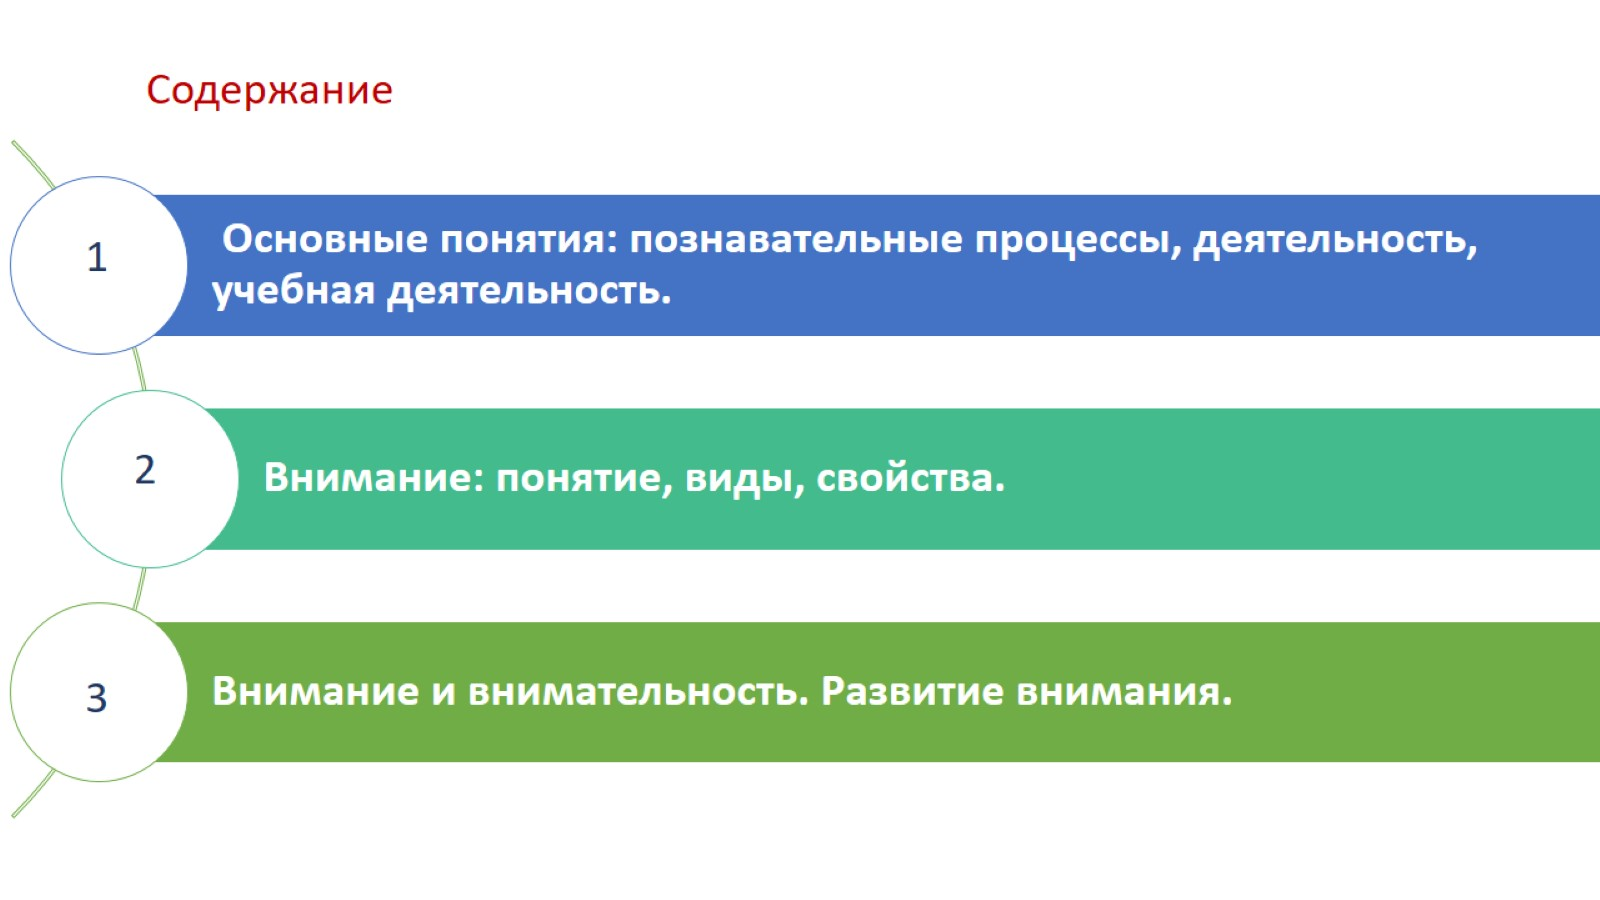 Содержание
1
Основные понятия: познавательные процессы, деятельность,
учебная деятельность.
2
Внимание: понятие, виды, свойства.
3
Внимание и внимательность. Развитие внимания.